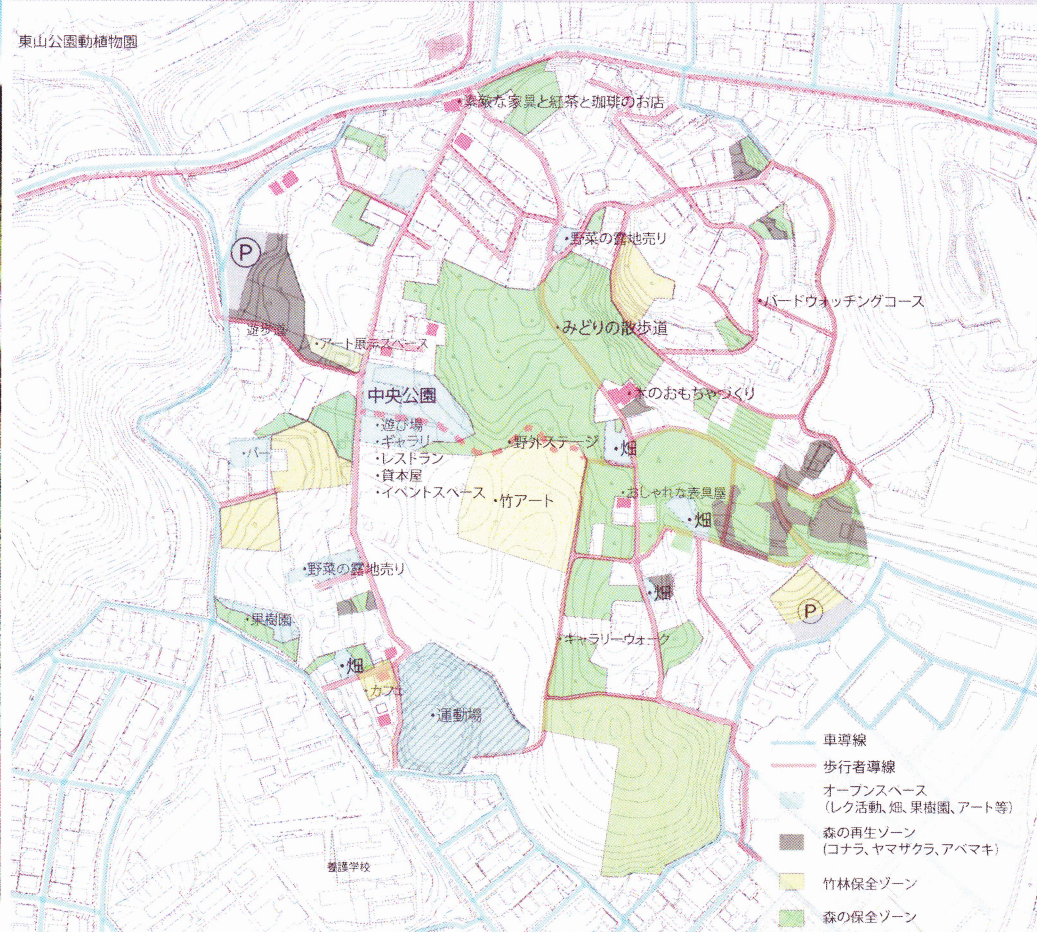 東山公園動植物園
・素敵な家具と紅茶と珈琲のお店
・野菜の露地売り
P
・バードウォッチングコース
・みどりの散歩道
遊歩道
・アート展示スペース
中央公園
・木のおもちゃづくり
・遊び場
・ギャラリー
・レストラン
・貸本屋
・イベントスペース
・野外ステージ
・畑
・バー
・竹アート
・おしゃれな表具屋
・畑
・野菜の露地売り
・畑
・果樹園
P
・ギャラリーウォーク
・畑
・カフェ
・運動場
養護学校
車導線
歩行者導線
オープンスペース
(レク活動、畑、果樹園、アート等)
森の再生ゾーン
(コナラ、ヤマザクラ、アベマキ)
竹林保全ゾーン
森の保全ゾーン